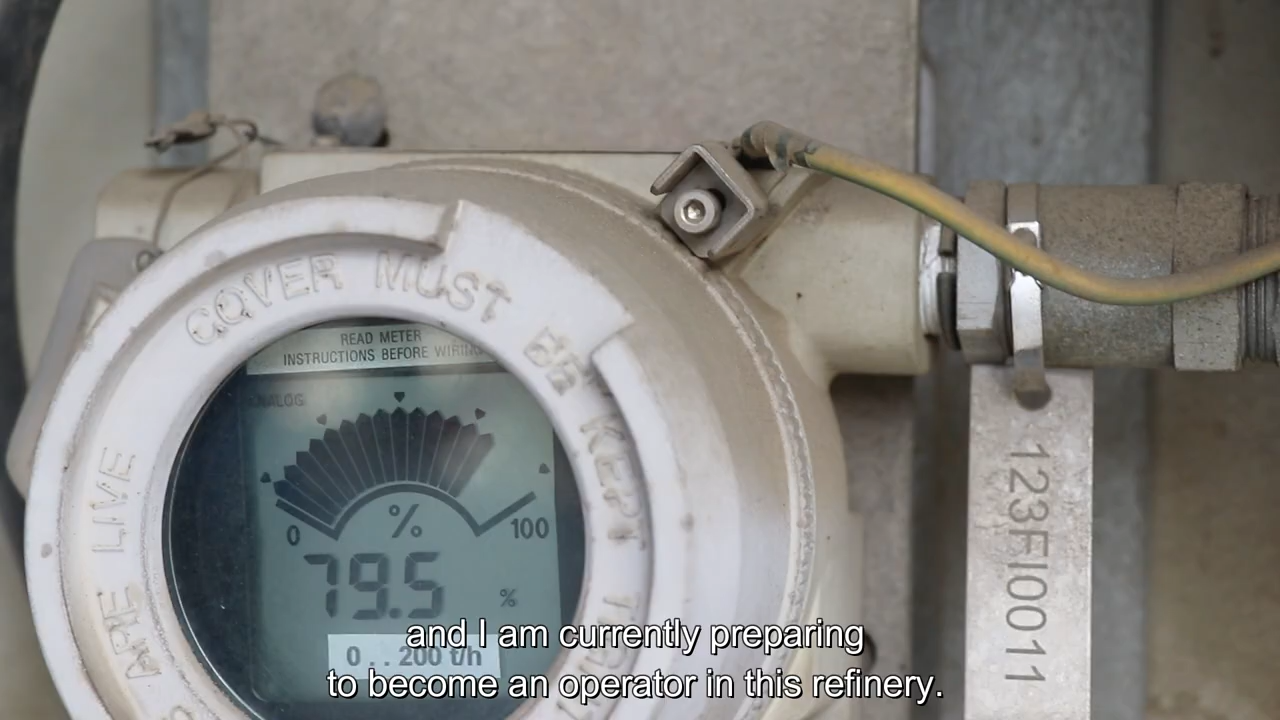 COVER MUST BE KEPT TIGHT
ARE LIVE
READ METER
INSTRUCTIONS BEFORE WIRING
ANALOG
0
%
100
79.5
%
0 . . 200 t/h
123FI0011
and I am currently preparing
to become an operator in this refinery.